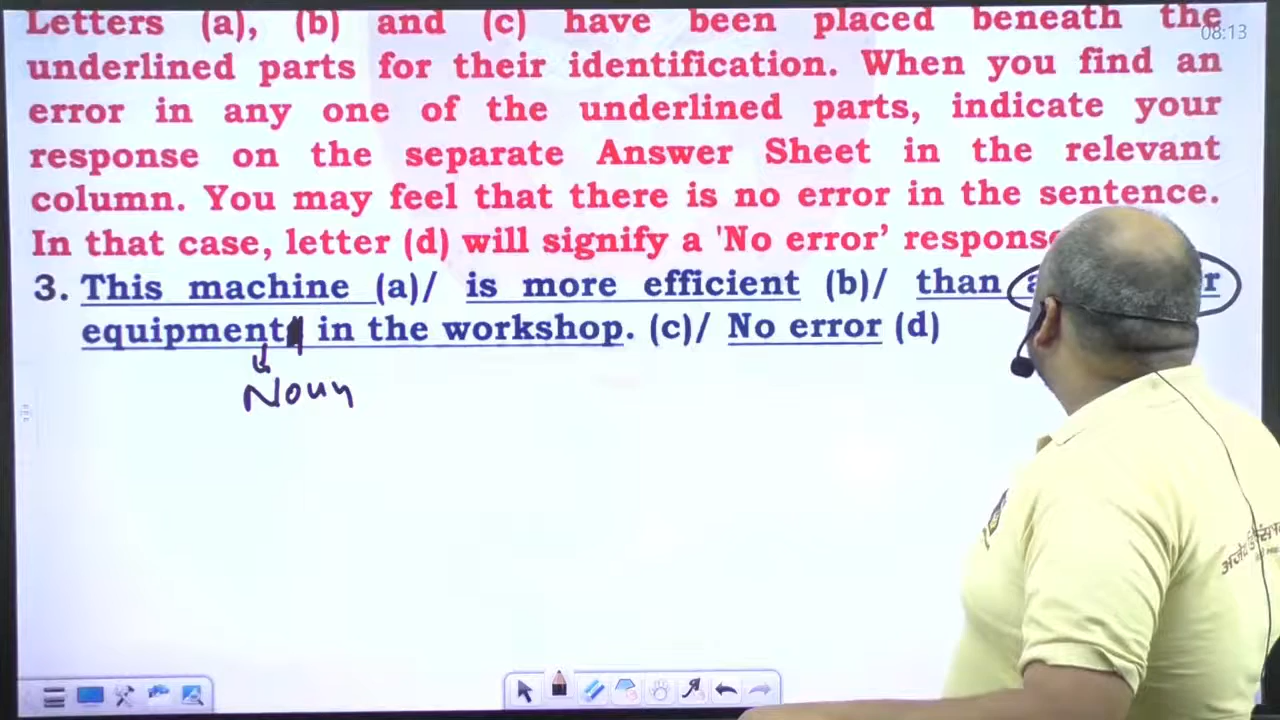 Letters (a), (b) and (c) have been placed beneath the
08:13
underlined parts for their identification. When you find an
error in any one of the underlined parts, indicate your
response on the separate Answer Sheet in the relevant
column. You may feel that there is no error in the sentence.
In that case, letter (d) will signify a 'No error’ response
3. This machine (a)/ is more efficient (b)/ than
equipment in the workshop. (c)/ No error (d)
Noun